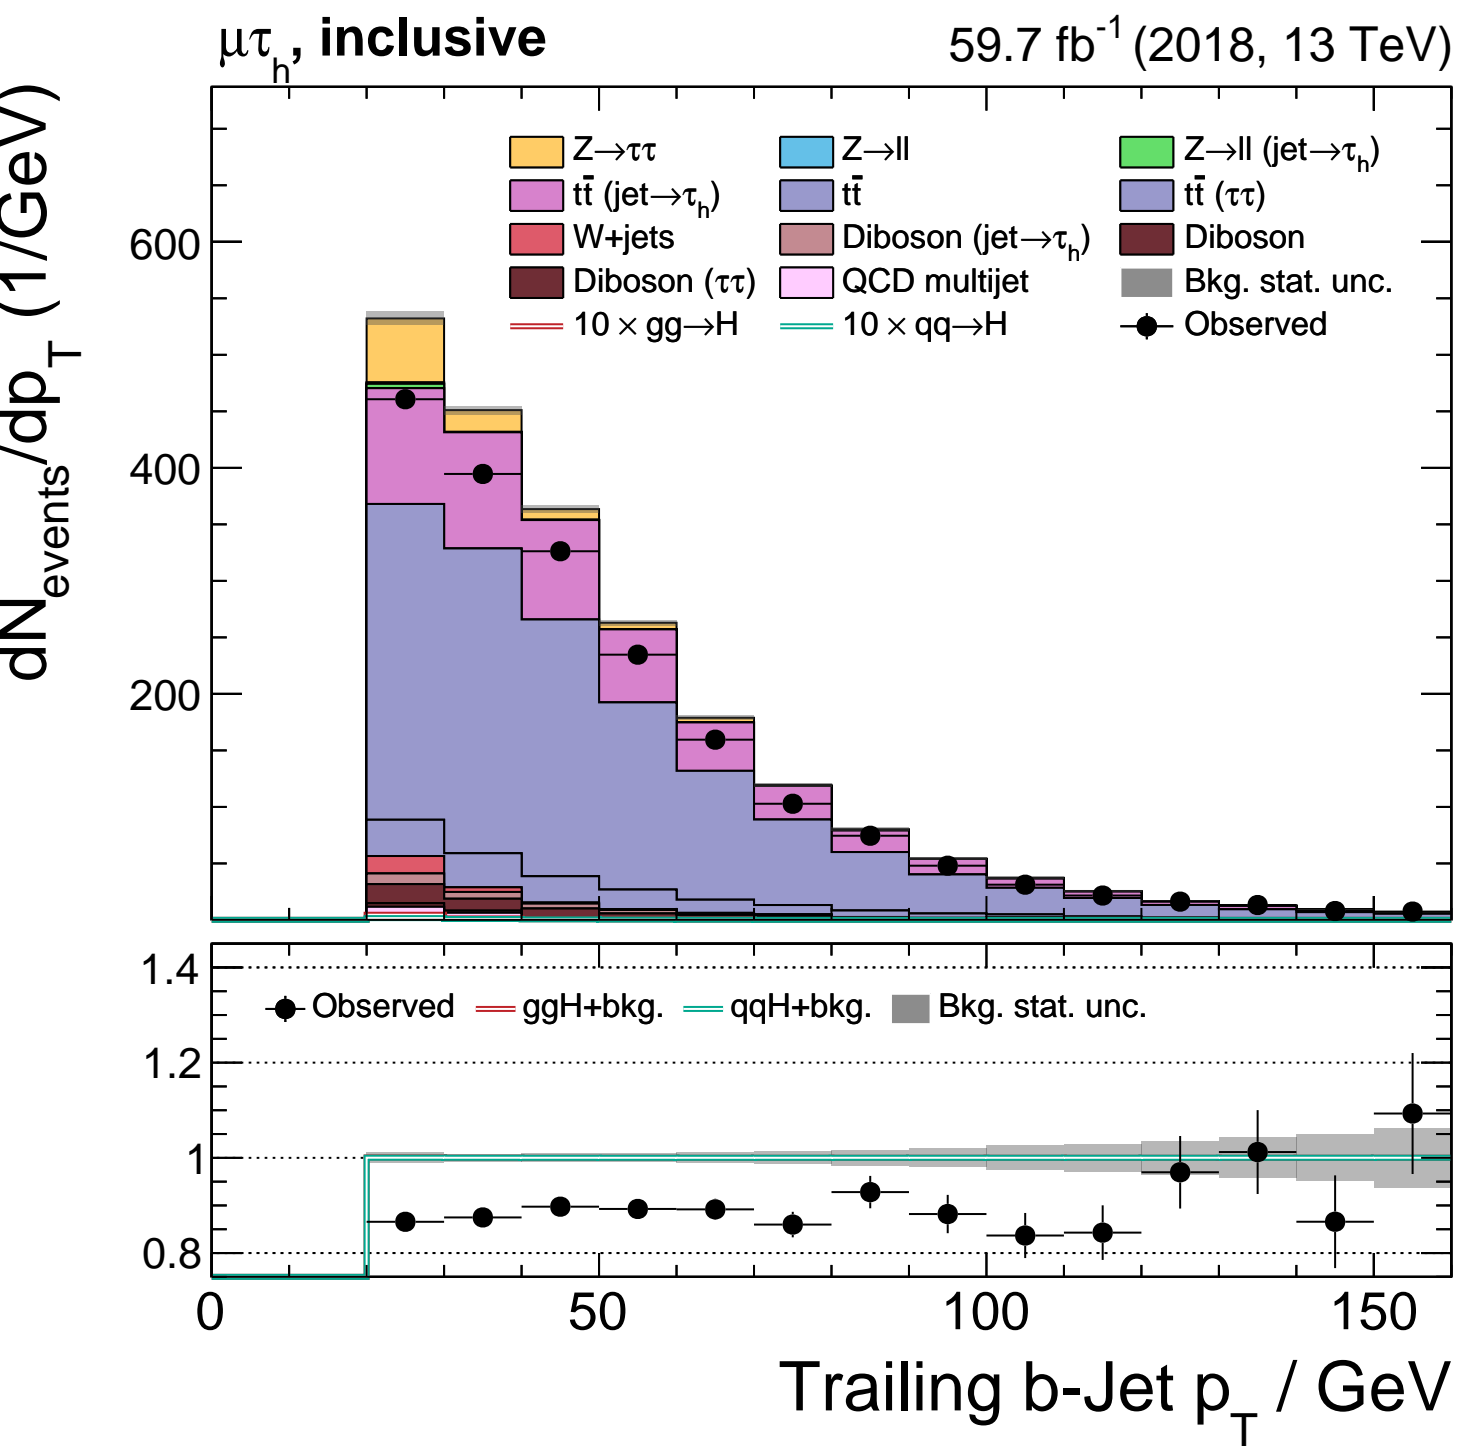 μτh, inclusive
59.7 fb-1 (2018, 13 TeV)
dNevents/dpT (1/GeV)
600
400
200
Z→ττ
Z→ll
Z→ll (jet→τh)
tt̄ (jet→τh)
tt̄
tt̄ (ττ)
W+jets
Diboson (jet→τh)
Diboson
Diboson (ττ)
QCD multijet
Bkg. stat. unc.
10 × gg→H
10 × qq→H
Observed
1.4
1.2
1
0.8
Observed
ggH+bkg.
qqH+bkg.
Bkg. stat. unc.
0
50
100
150
Trailing b-Jet pT / GeV